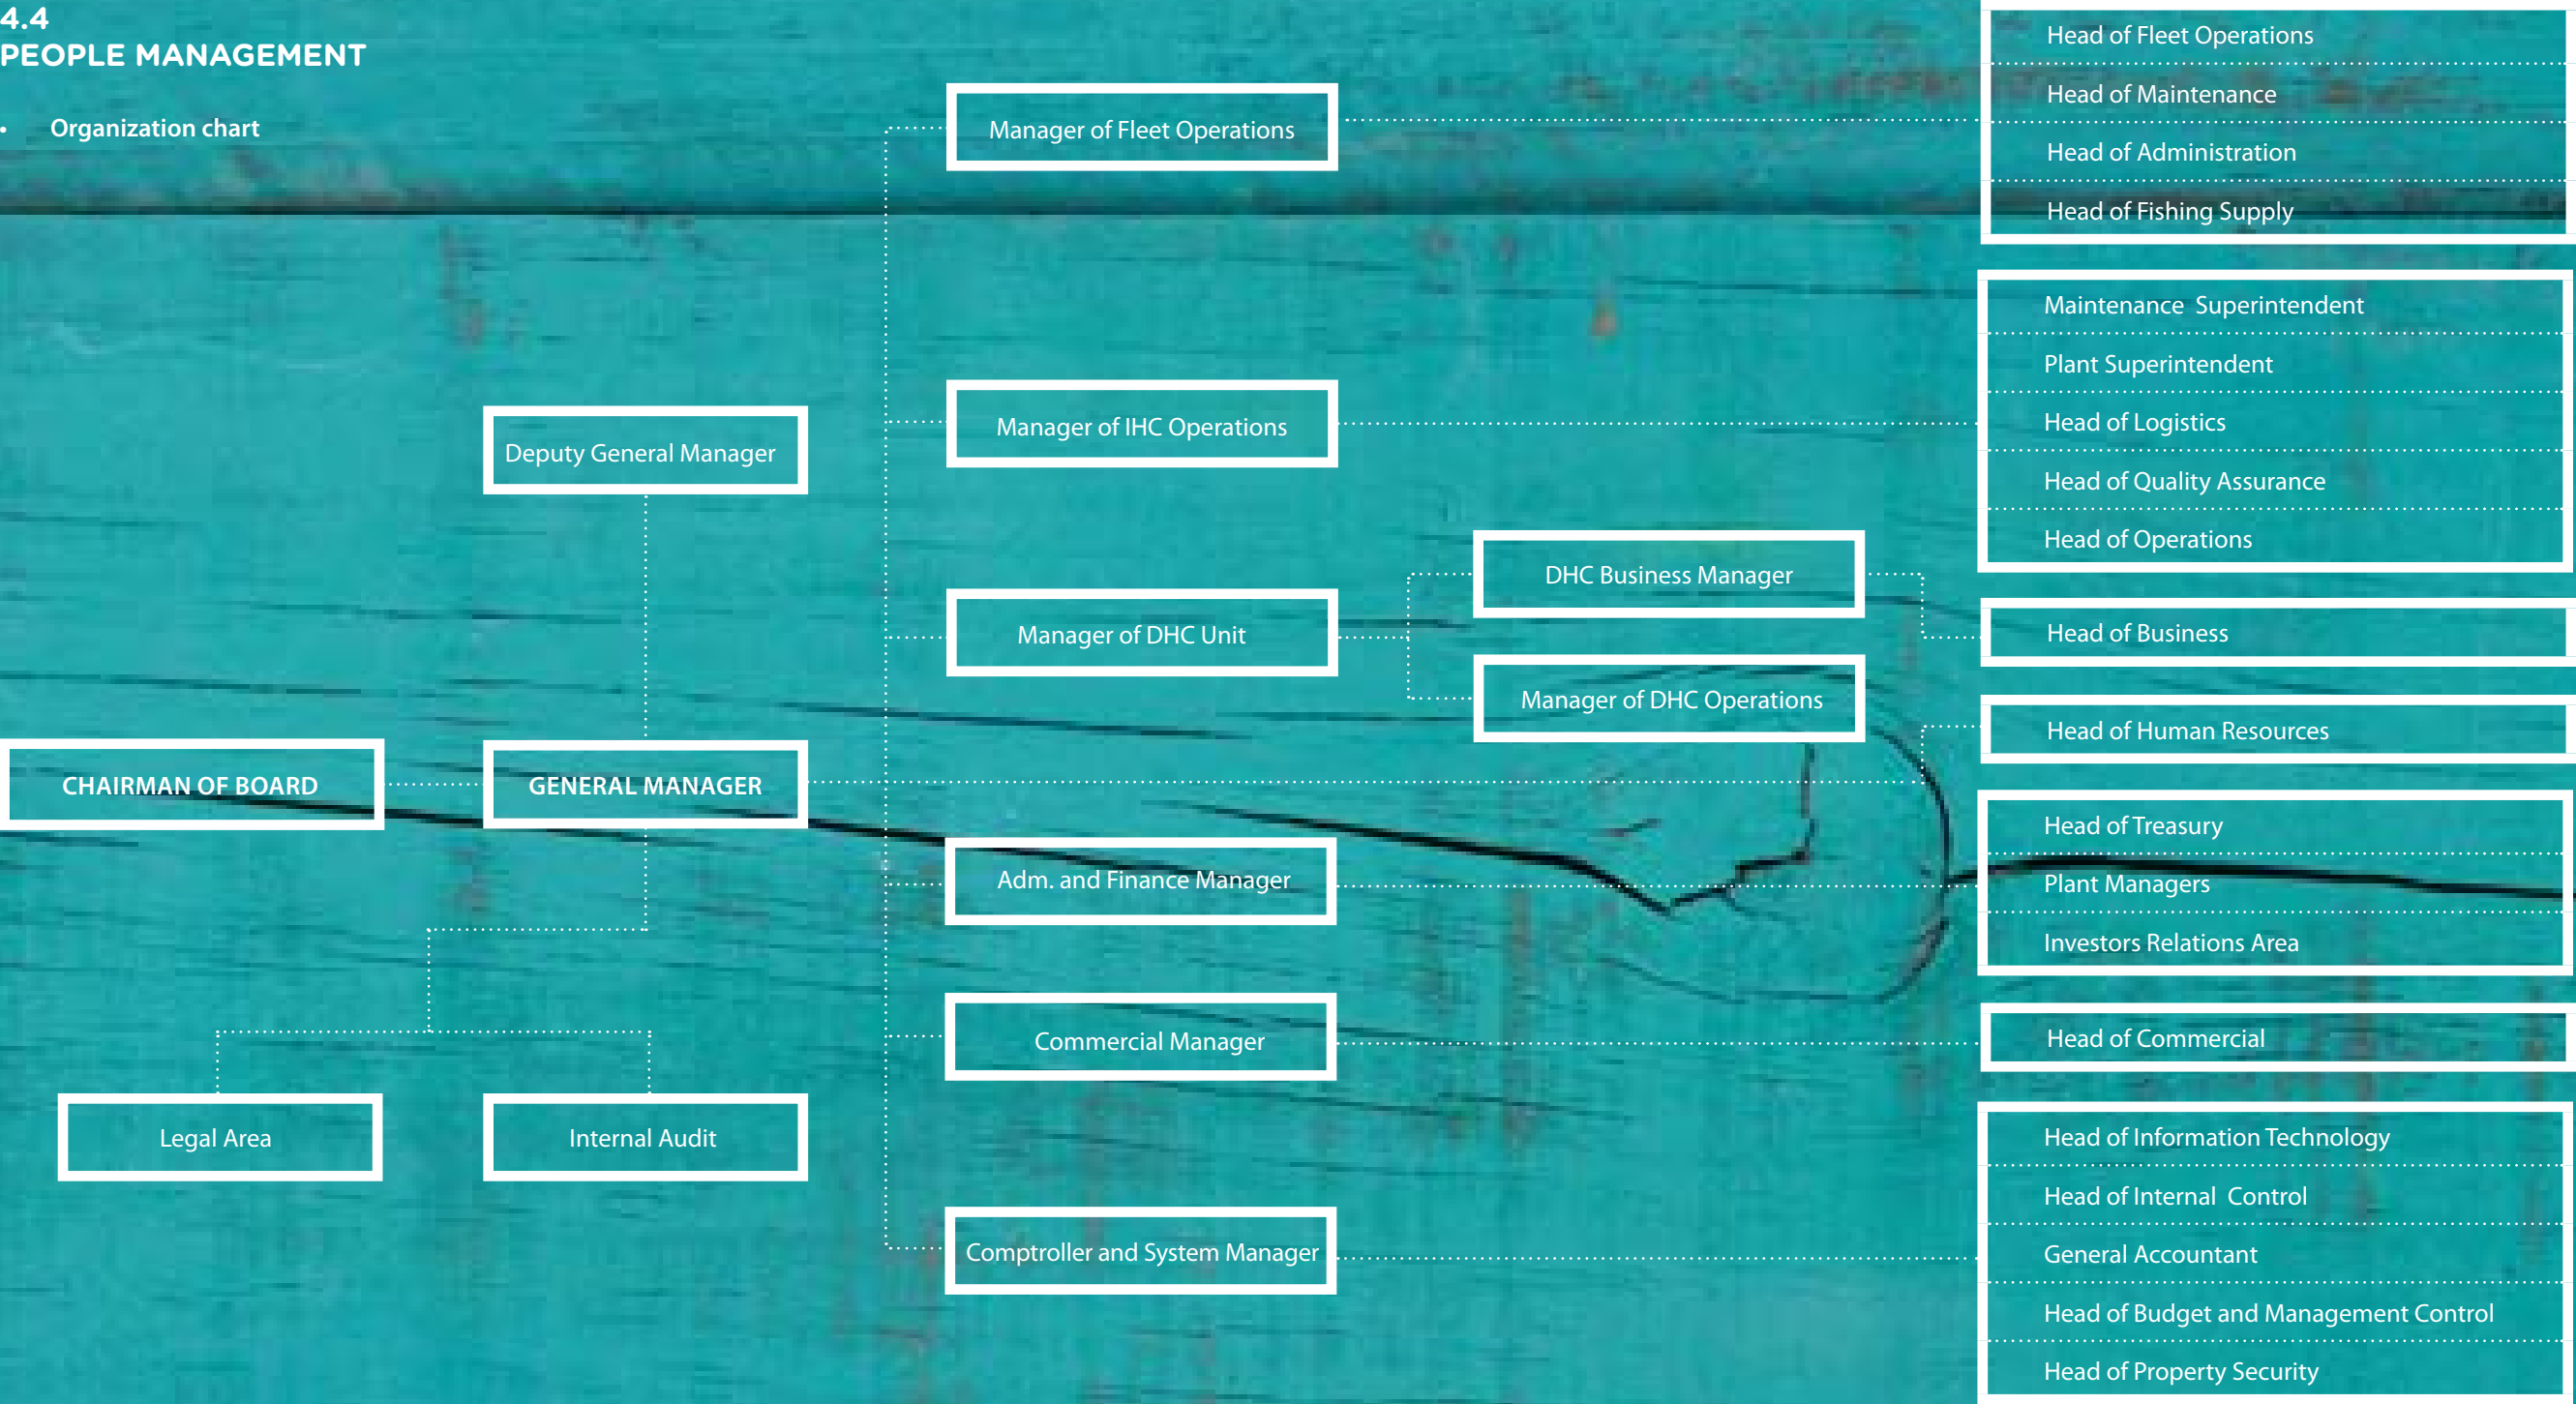 4.4
PEOPLE MANAGEMENT
• Organization chart
CHAIRMAN OF BOARD
GENERAL MANAGER
Deputy General Manager
Legal Area
Internal Audit
Manager of Fleet Operations
Manager of IHC Operations
Manager of DHC Unit
Adm. and Finance Manager
Commercial Manager
Comptroller and System Manager
DHC Business Manager
Manager of DHC Operations
Head of Fleet Operations
Head of Maintenance
Head of Administration
Head of Fishing Supply
Maintenance Superintendent
Plant Superintendent
Head of Logistics
Head of Quality Assurance
Head of Operations
Head of Business
Head of Human Resources
Head of Treasury
Plant Managers
Investors Relations Area
Head of Commercial
Head of Information Technology
Head of Internal Control
General Accountant
Head of Budget and Management Control
Head of Property Security